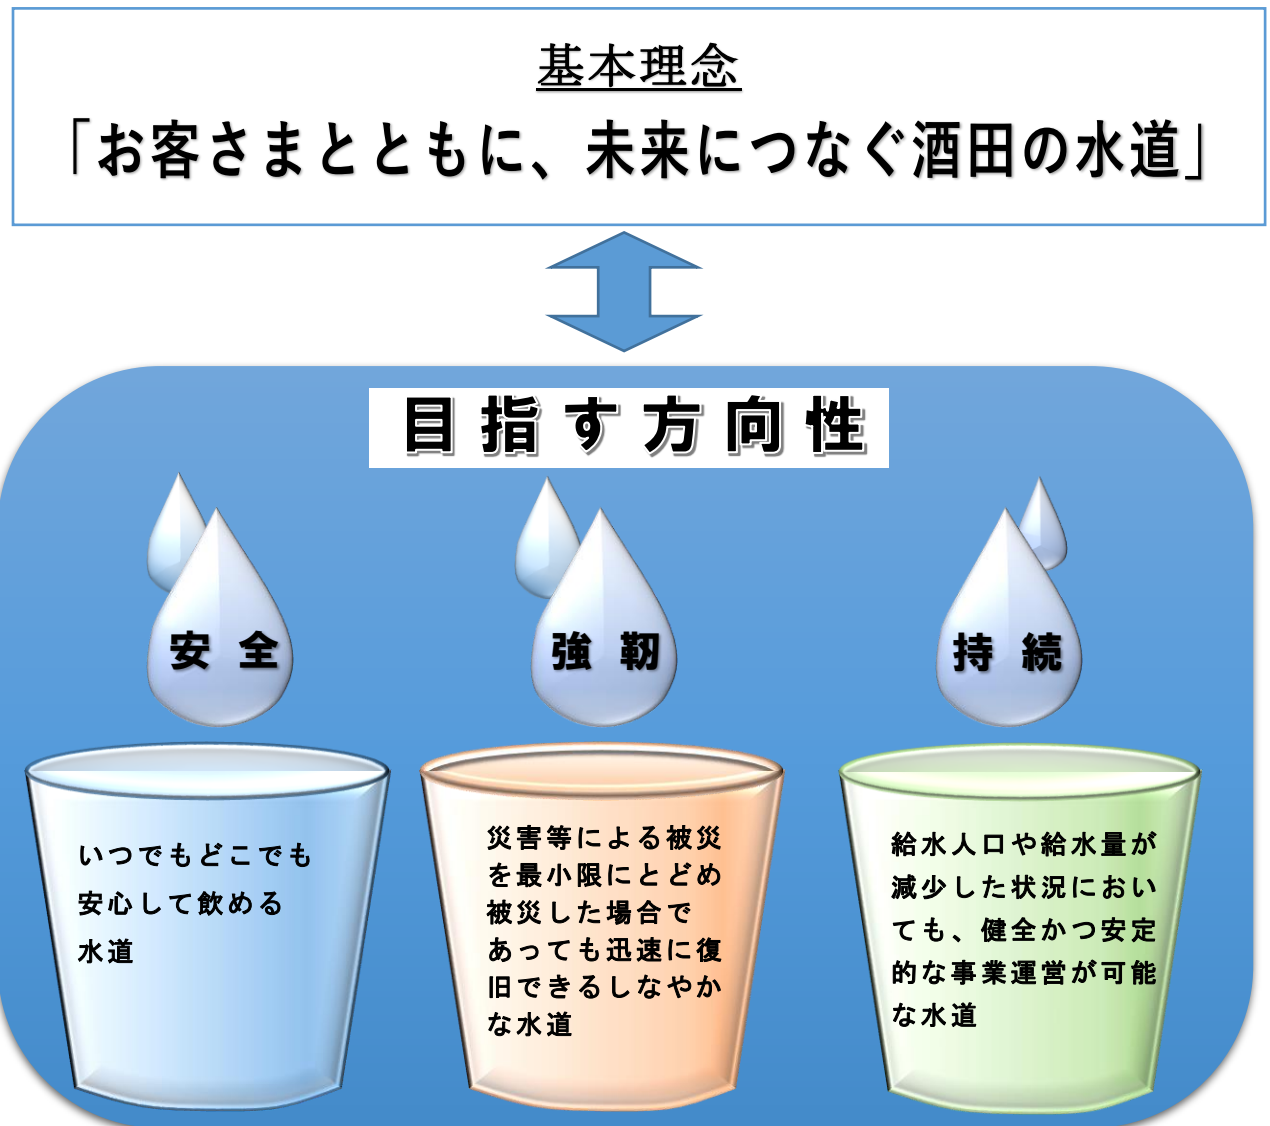 基本理念
「お客さまとともに、未来につなぐ酒田の水道」
目指す方向性
安全
強靭
持続
いつでもどこでも
安心して飲める
水道
災害等による被災
を最小限にとどめ
被災した場合で
あっても迅速に復
旧できるしなやか
な水道
給水人口や給水量が
減少した状況におい
ても、健全かつ安定
的な事業運営が可能
な水道